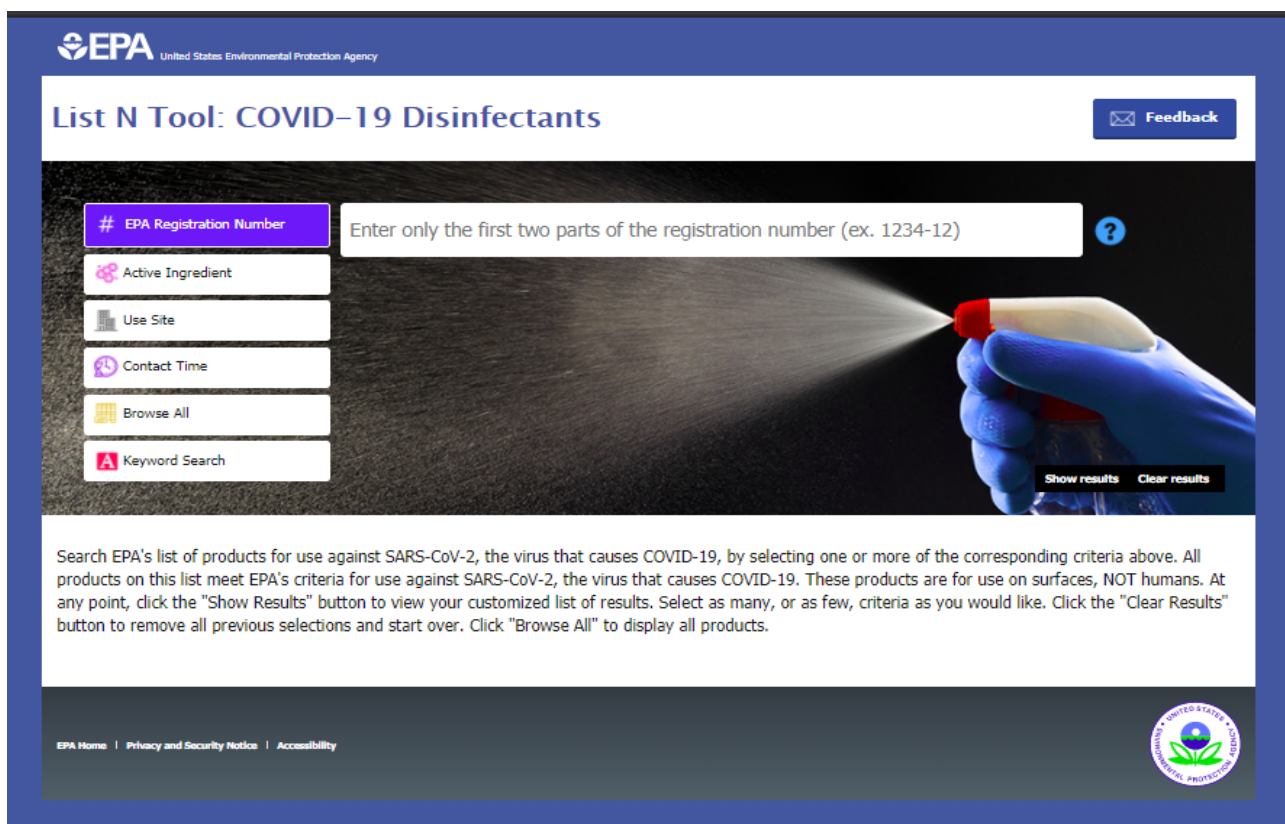 EPA United States Environmental Protection Agency
List N Tool: COVID-19 Disinfectants
Feedback
# EPA Registration Number
Enter only the first two parts of the registration number (ex. 1234-12)
?
Active Ingredient
Use Site
Contact Time
Browse All
A Keyword Search
Show results Clear results
Search EPA's list of products for use against SARS-CoV-2, the virus that causes COVID-19, by selecting one or more of the corresponding criteria above. All
products on this list meet EPA's criteria for use against SARS-CoV-2, the virus that causes COVID-19. These products are for use on surfaces, NOT humans. At
any point, click the "Show Results" button to view your customized list of results. Select as many, or as few, criteria as you would like. Click the "Clear Results"
button to remove all previous selections and start over. Click "Browse All" to display all products.
EPA Home | Privacy and Security Notice | Accessibility
UNITED STATES
ENVIRONMENTAL PROTECTION AGENCY